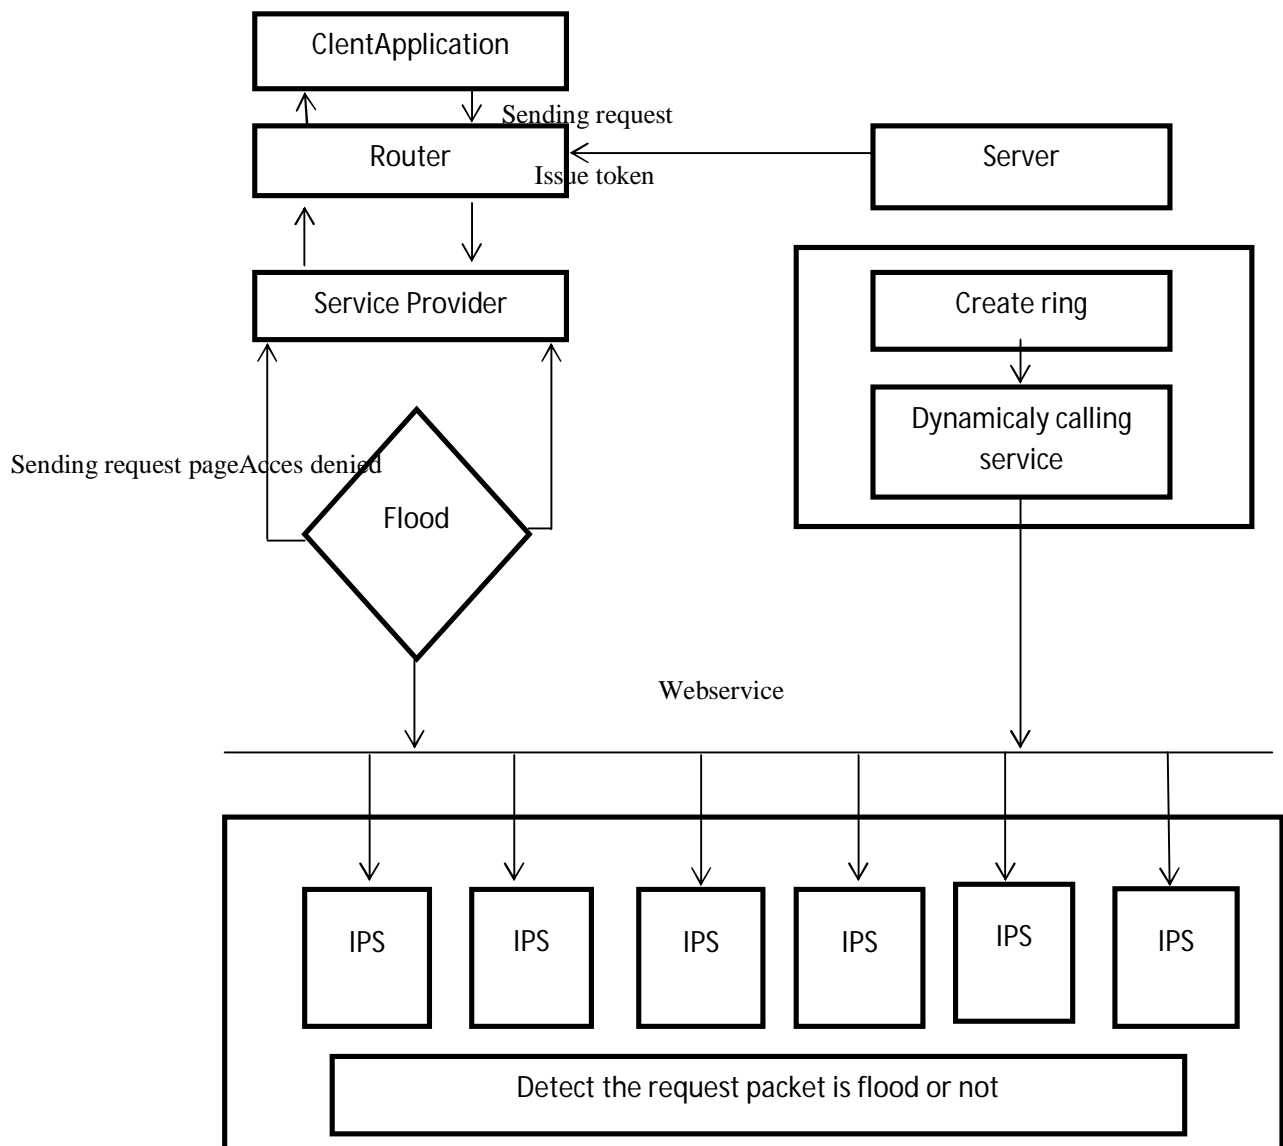 ClentApplication
Sending request
Router
Server
Issue token
Service Provider
Create ring
Dynamicaly calling
service
Sending request pageAcces denied
Flood
Webservice
IPS
IPS
IPS
IPS
IPS
IPS
Detect the request packet is flood or not